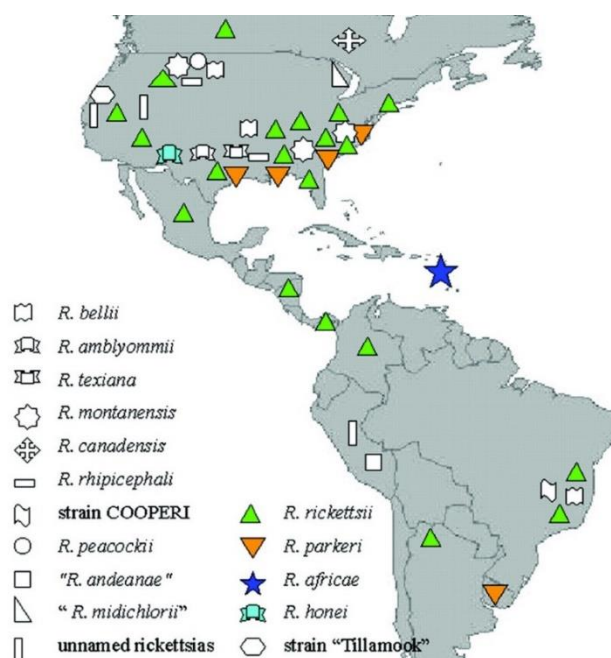 R. bellii
R. amblyommii
R. texiana
R. montanensis
R. canadensis
R. rhipicephali
strain COOPERI
R. peacockii
"R. andeanae"
“ R. midichlorii”
unnamed rickettsias
R. rickettsii
R. parkeri
R. africae
R. honei
strain “Tillamook”